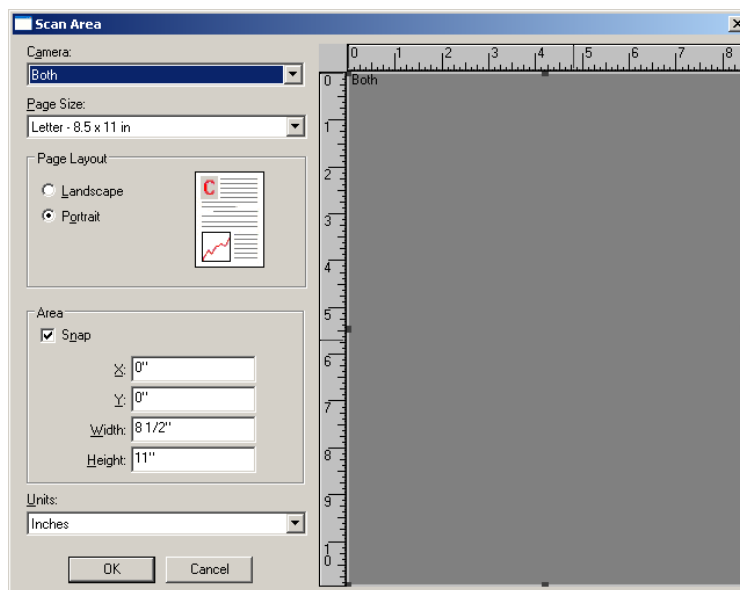 Scan Area
Camera:
Both
Page Size:
Letter - 8.5 x 11 in
Page Layout
Landscape
Portrait
C
Area
Snap
X: 0"
Y: 0"
Width: 8 1/2"
Height: 11"
Units:
Inches
OK Cancel
0 1 2 3 4 5 6 7 8
Both
0
1
2
3
4
5
6
7
8
9
10